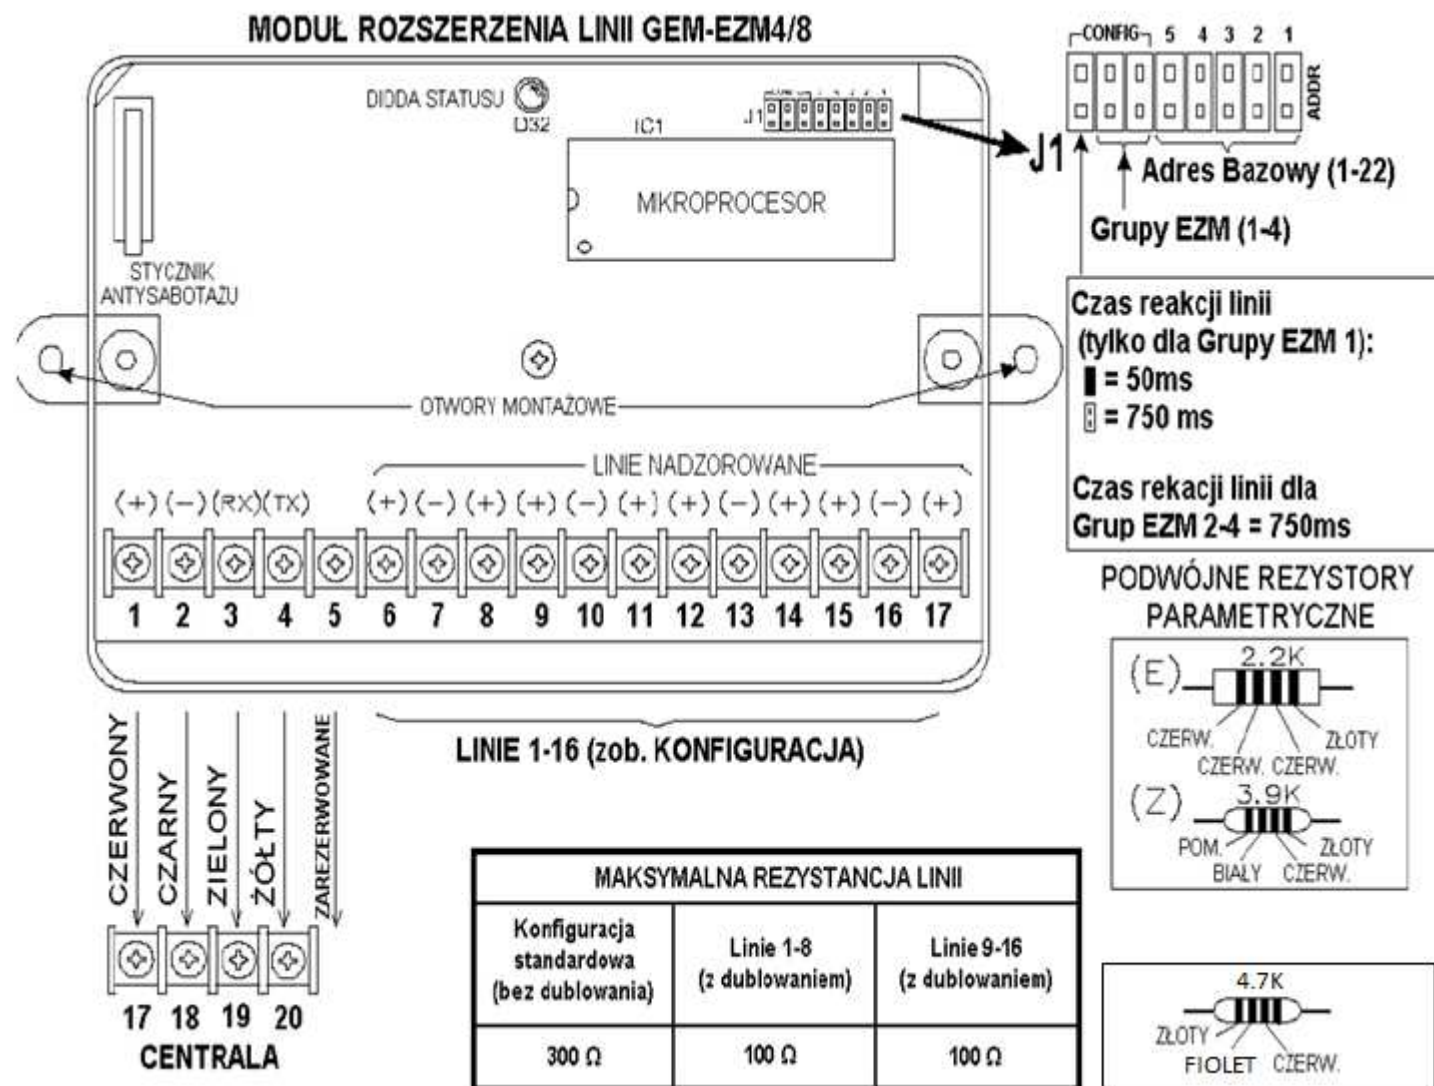 MODUŁ ROZSZERZENIA LINII GEM-EZM4/8
CONFIG 5 4 3 2 1
ADDR
J1
Adres Bazowy (1-22)
Grupy EZM (1-4)
DIODA STATUSU
D32
IC1
J1
MIKROPROCESOR
STYCZNIK
ANTYSABOTAŻU
OTWORY MONTAŻOWE
Czas reakcji linii
(tylko dla Grupy EZM 1):
= 50ms
= 750 ms
Czas rekacji linii dla
Grup EZM 2-4 = 750ms
LINIE NADZOROWANE
(+) (-) (RX) (TX) (+) (-) (+) (+) (-) (+) (+) (-) (+) (+) (-) (+)
1 2 3 4 5 6 7 8 9 10 11 12 13 14 15 16 17
LINIE 1-16 (zob. KONFIGURACJA)
CZERWONY
CZARNY
ZIELONY
ŻÓŁTY
ZAREZERWOWANE
17 18 19 20
CENTRALA
PODWÓJNE REZYSTORY
PARAMETRYCZNE
(E) 2.2K
CZERW. ZŁOTY
CZERW. CZERW.
(Z) 3.9K
POM. ZŁOTY
BIAŁY CZERW.
MAKSYMALNA REZYSTANCJA LINII
Konfiguracja
standardowa
(bez dublowania)
Linie 1-8
(z dublowaniem)
Linie 9-16
(z dublowaniem)
300 Ω 100 Ω 100 Ω
4.7K
ZŁOTY
FIOLET CZERW.